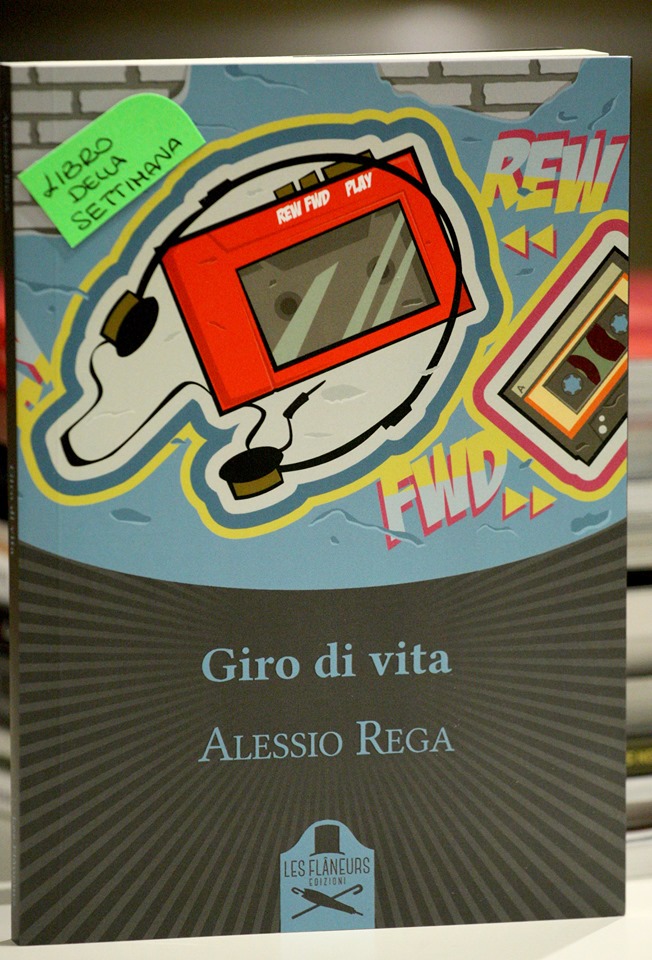 LIBRO
DELLA
SETTIMANA
REW FWD PLAY
REW
A
FWD
Giro di vita
ALESSIO REGA
LES FLÂNEURS
EDIZIONI